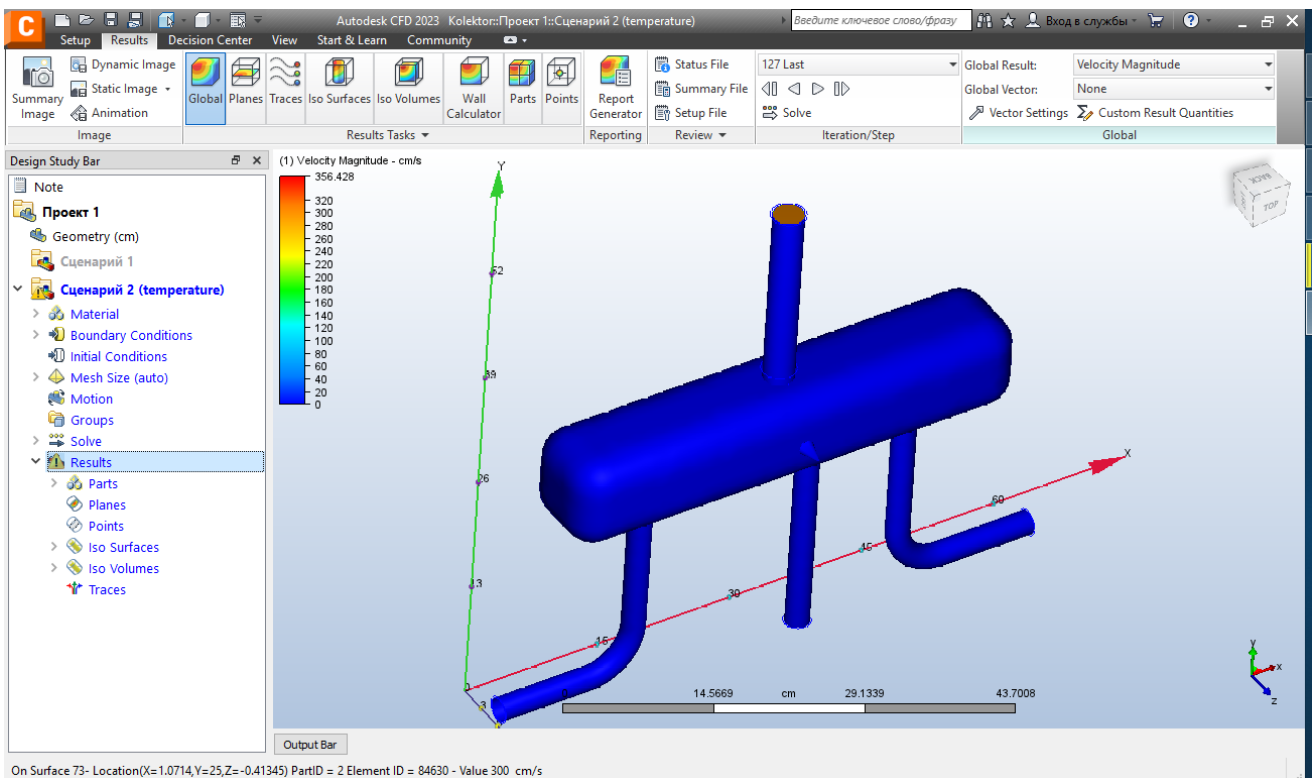 Autodesk CFD 2023 Kolektor::Проект 1::Сценарий 2 (temperature)
Введите ключевое слово/фразу
Вход в службы
Setup Results Decision Center View Start & Learn Community
Summary Image
Dynamic Image
Static Image
Animation
Image
Global Planes Traces Iso Surfaces Iso Volumes Wall Calculator Parts Points
Results Tasks
Report Generator
Reporting
Status File
Summary File
Setup File
Review
127 Last
Solve
Iteration/Step
Global Result: Velocity Magnitude
Global Vector: None
Vector Settings Custom Result Quantities
Global
Design Study Bar
Note
Проект 1
Geometry (cm)
Сценарий 1
Сценарий 2 (temperature)
Material
Boundary Conditions
Initial Conditions
Mesh Size (auto)
Motion
Groups
Solve
Results
Parts
Planes
Points
Iso Surfaces
Iso Volumes
Traces
(1) Velocity Magnitude - cm/s
356.428
320
300
280
260
240
220
200
180
160
140
120
100
80
60
40
20
0
Y
52
39
26
13
X
60
45
30
15
3
0 14.5669 cm 29.1339 43.7008
BACK
TOP
y
x
z
Output Bar
On Surface 73- Location(X=1.0714,Y=25,Z=-0.41345) PartID = 2 Element ID = 84630 - Value 300 cm/s